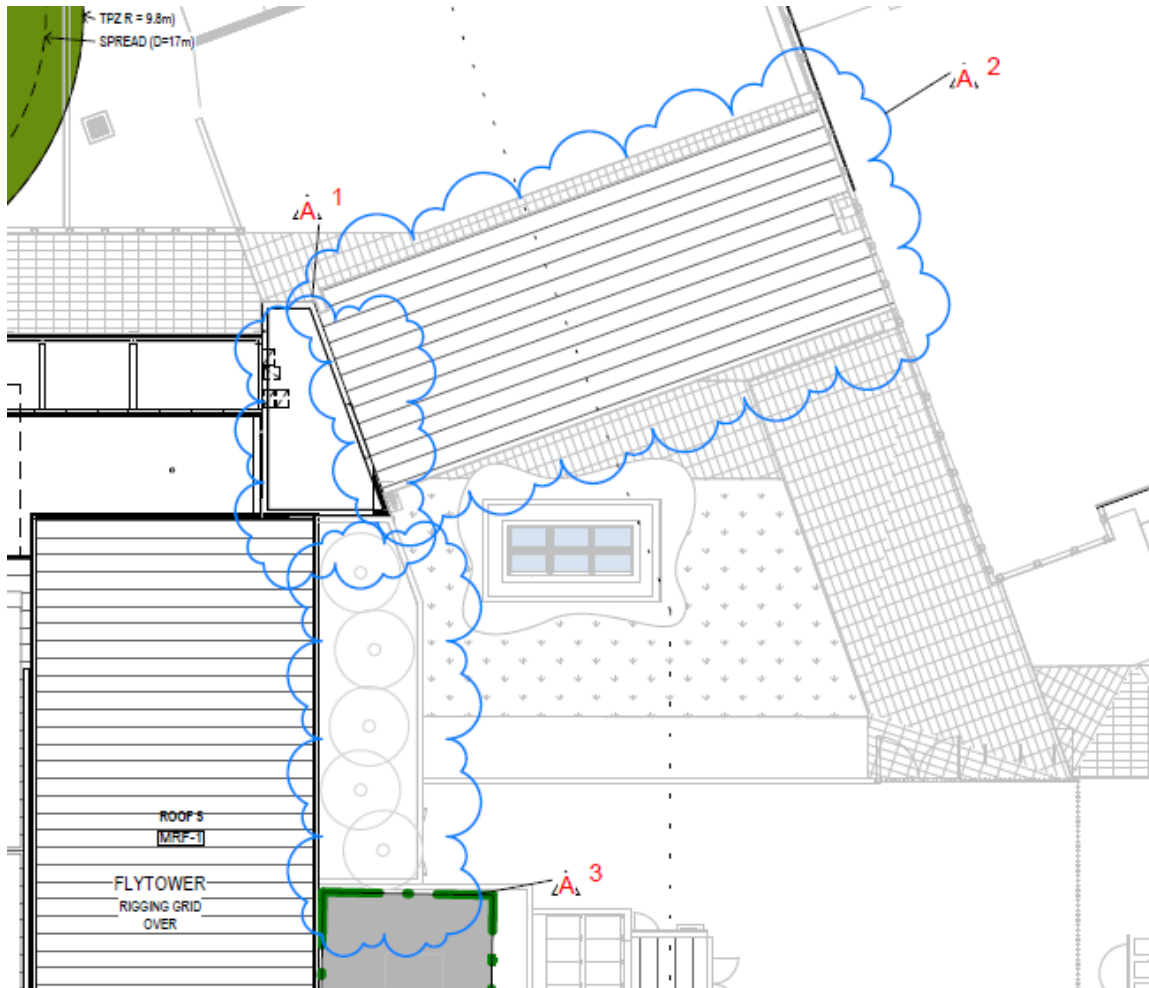 TPZ R = 9.8m)
SPREAD (D=17m)
A 2
A 1
ROOF 5
MRF-1
FLYTOWER
RIGGING GRID
OVER
A 3